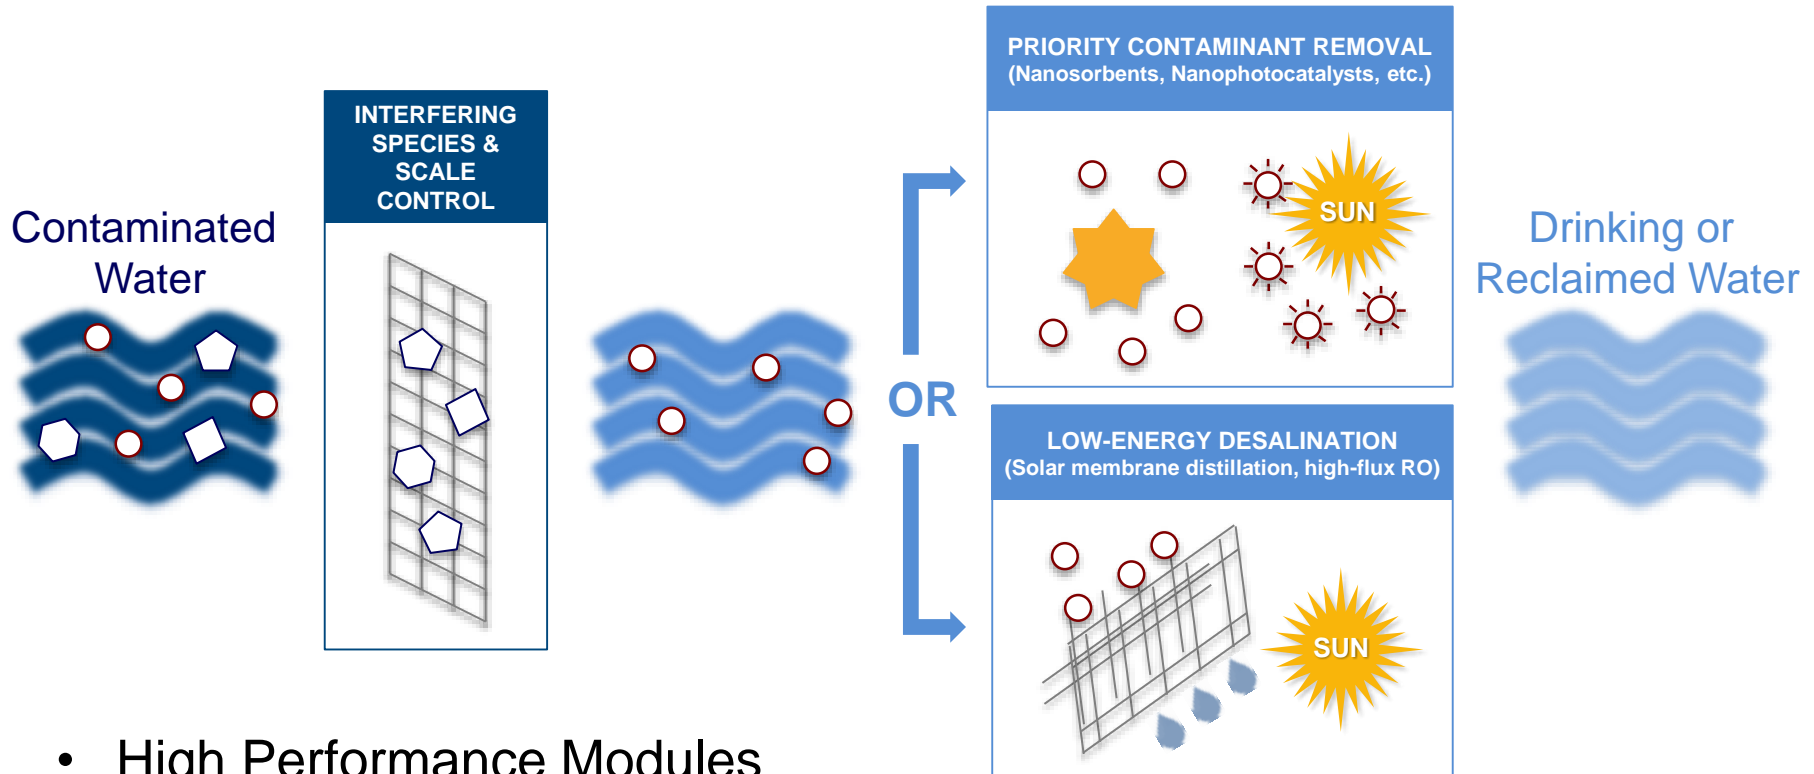 Contaminated
Water
INTERFERING
SPECIES &
SCALE
CONTROL
OR
PRIORITY CONTAMINANT REMOVAL
(Nanosorbents, Nanophotocatalysts, etc.)
SUN
LOW-ENERGY DESALINATION
(Solar membrane distillation, high-flux RO)
SUN
Drinking or
Reclaimed Water
• High Performance Modules